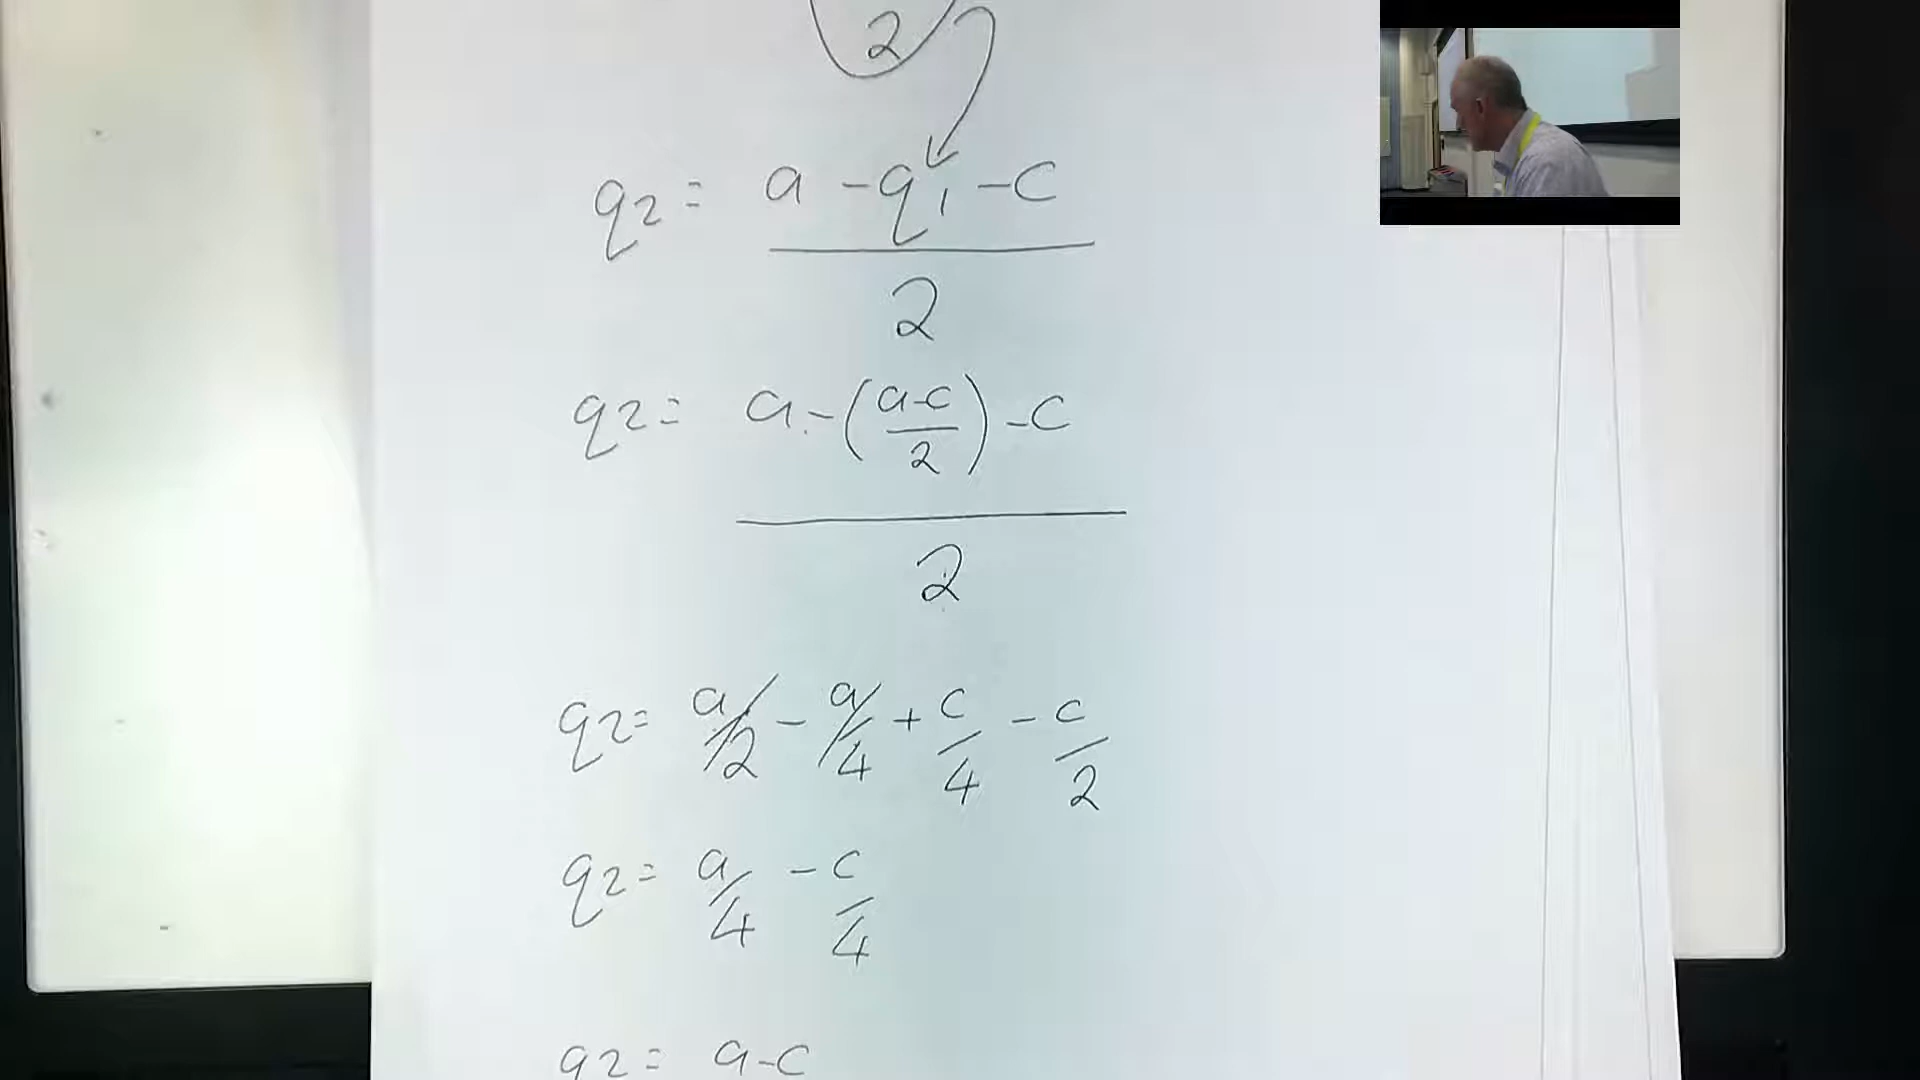 2
q2 = a - q1 - c
2
q2 = a - (a-c/2) - c
2
q2 = a/2 - a/4 + c/4 - c/2
q2 = a/4 - c/4
q2 = a-c